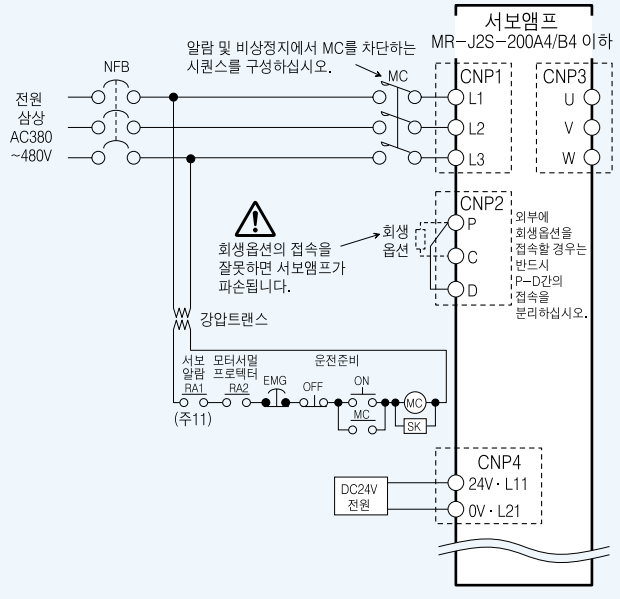 서보앰프
MR-J2S-200A4/B4 이하
알람 및 비상정지에서 MC를 차단하는
시퀀스를 구성하십시오.
NFB
MC
CNP1
CNP3
전원
삼상
AC380
~480V
L1
L2
L3
U
V
W
CNP2
P
C
D
회생
옵션
외부에
회생옵션을
접속할 경우는
반드시
P-D간의
접속을
분리하십시오.
회생옵션의 접속을
잘못하면 서보앰프가
파손됩니다.
강압트랜스
서보
알람
RA1
(주11)
모터서멀
프로텍터
RA2
EMG
OFF
운전준비
ON
MC
MC
SK
CNP4
DC24V
전원
24V · L11
0V · L21